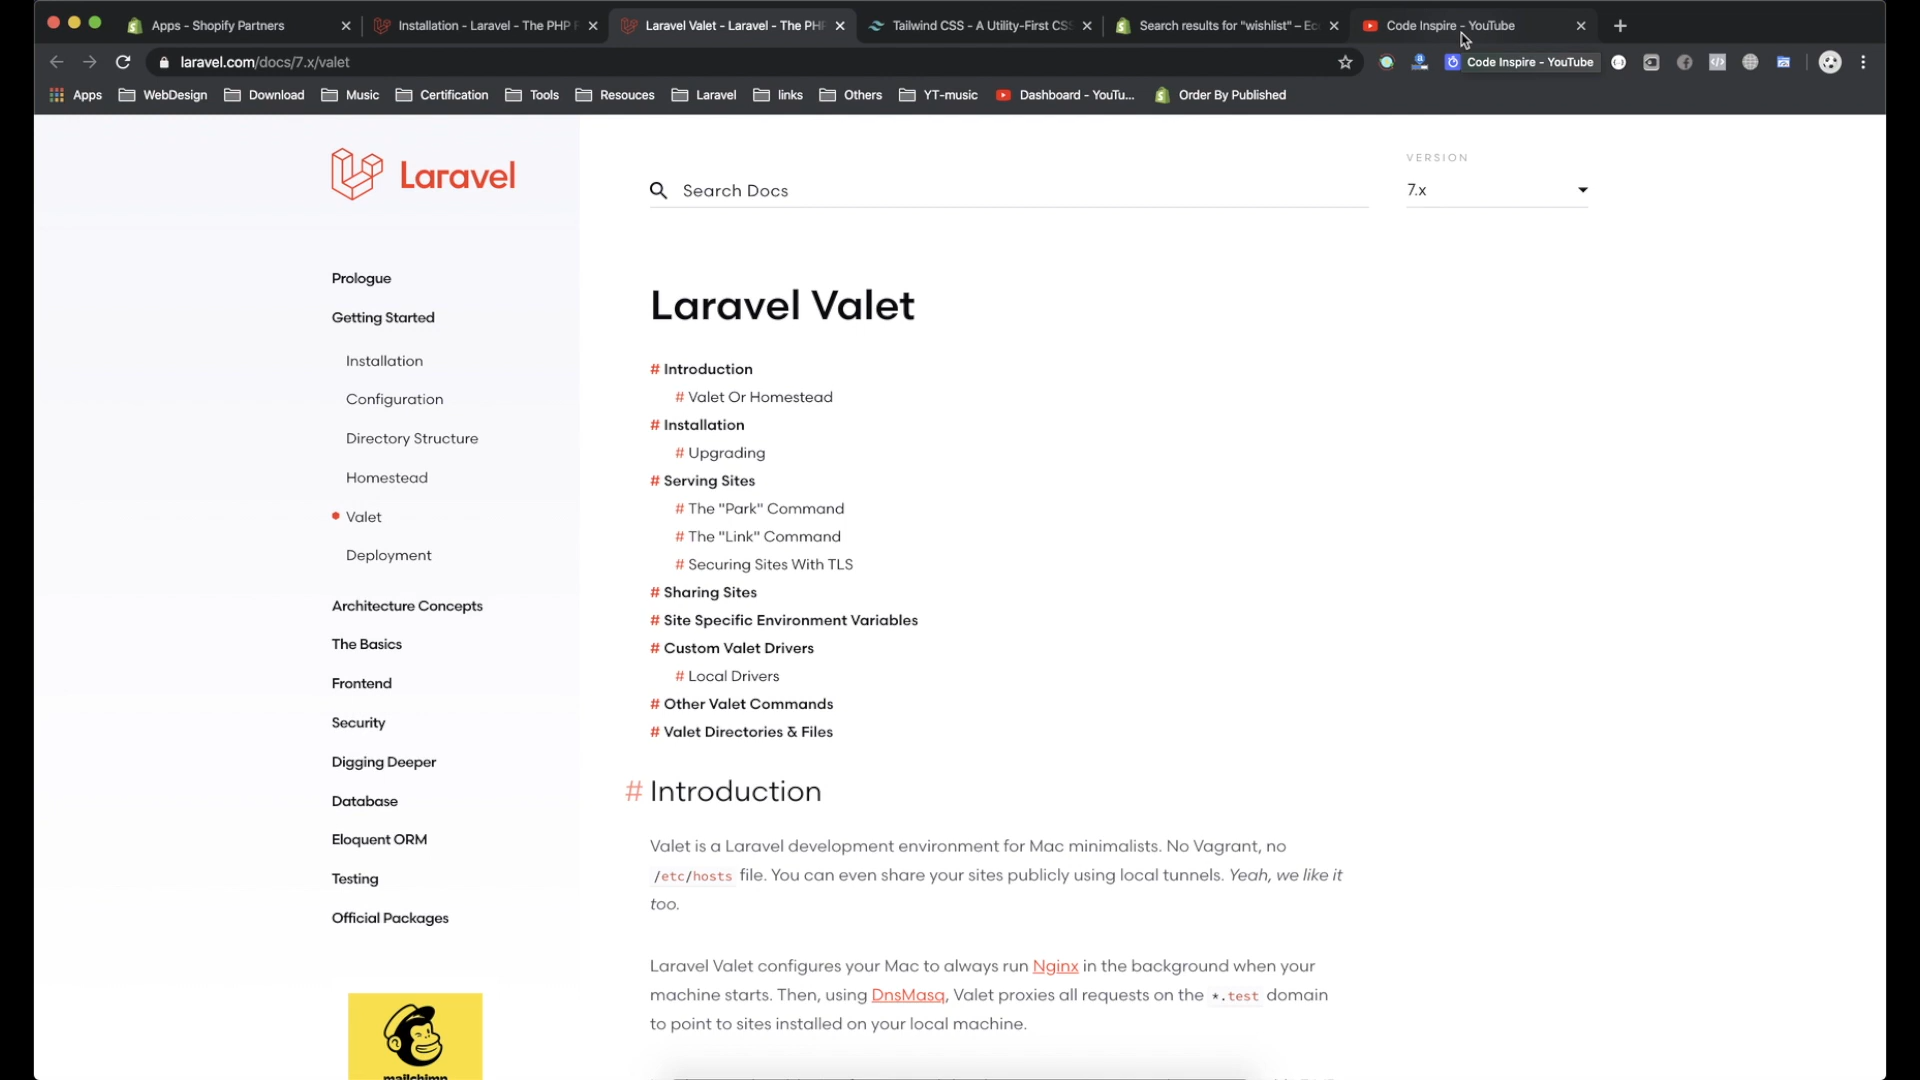 Apps - Shopify Partners
Installation - Laravel - The PHP F
Laravel Valet - Laravel - The PHP
Tailwind CSS - A Utility-First CSS
Search results for "wishlist" – Ec
Code Inspire - YouTube
laravel.com/docs/7.x/valet
Code Inspire - YouTube
Apps
WebDesign
Download
Music
Certification
Tools
Resouces
Laravel
links
Others
YT-music
Dashboard - YouTu...
Order By Published
Laravel
Search Docs
VERSION
7.x
Prologue
Getting Started
Installation
Configuration
Directory Structure
Homestead
Valet
Deployment
Architecture Concepts
The Basics
Frontend
Security
Digging Deeper
Database
Eloquent ORM
Testing
Official Packages
mailchimp
Laravel Valet
# Introduction
# Valet Or Homestead
# Installation
# Upgrading
# Serving Sites
# The "Park" Command
# The "Link" Command
# Securing Sites With TLS
# Sharing Sites
# Site Specific Environment Variables
# Custom Valet Drivers
# Local Drivers
# Other Valet Commands
# Valet Directories & Files
# Introduction
Valet is a Laravel development environment for Mac minimalists. No Vagrant, no
/etc/hosts file. You can even share your sites publicly using local tunnels. Yeah, we like it
too.
Laravel Valet configures your Mac to always run Nginx in the background when your
machine starts. Then, using DnsMasq, Valet proxies all requests on the *.test domain
to point to sites installed on your local machine.